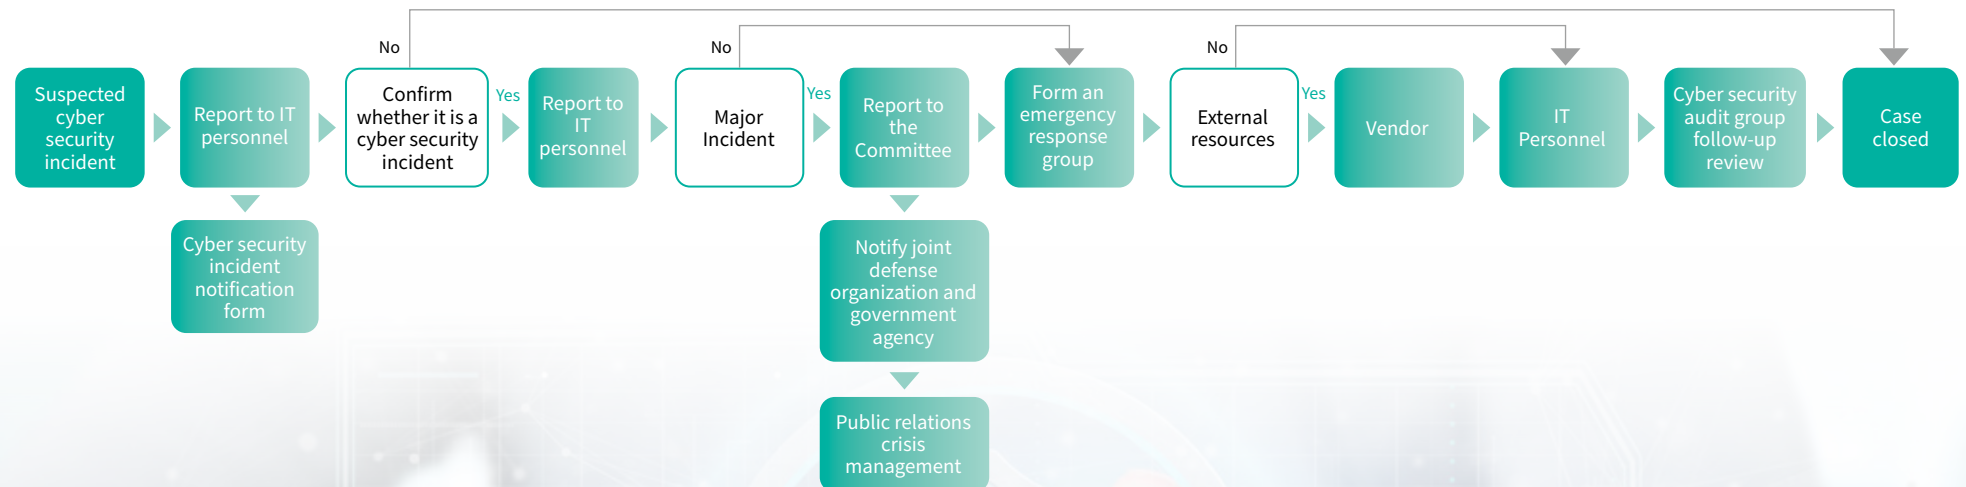 No
No
No
Suspected
cyber
security
incident
Report to IT
personnel
Confirm
whether it is a
cyber security
incident
Yes
Report to
IT
personnel
Major
Incident
Yes
Report to
the
Committee
Form an
emergency
response
group
External
resources
Yes
Vendor
IT
Personnel
Cyber security
audit group
follow-up
review
Case
closed
Cyber security
incident
notification
form
Notify joint
defense
organization and
government
agency
Public relations
crisis
management